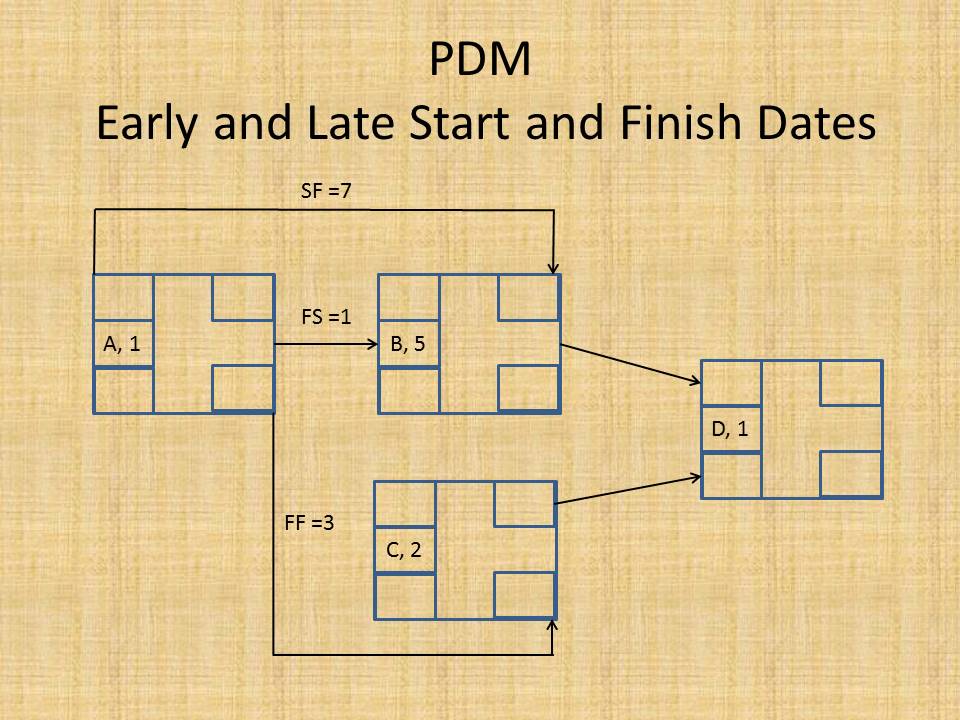 PDM
Early and Late Start and Finish Dates
SF =7
FS =1
A, 1
B, 5
D, 1
FF =3
C, 2